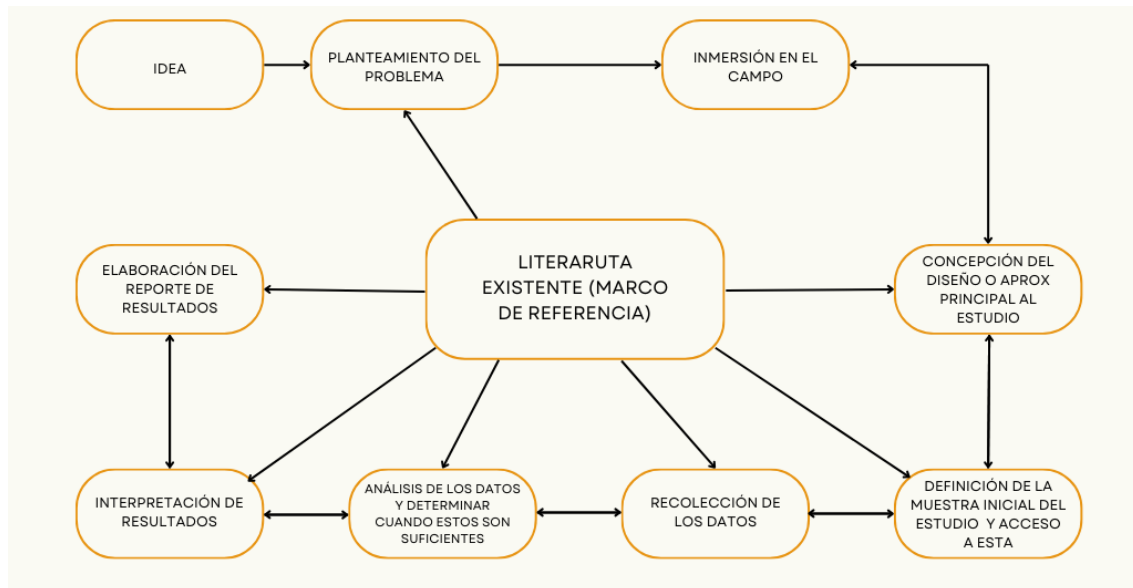 IDEA
PLANTEAMIENTO DEL
PROBLEMA
INMERSIÓN EN EL
CAMPO
LITERARUTA
EXISTENTE (MARCO
DE REFERENCIA)
ELABORACIÓN DEL
REPORTE DE
RESULTADOS
CONCEPCIÓN DEL
DISEÑO O APROX
PRINCIPAL AL
ESTUDIO
INTERPRETACIÓN DE
RESULTADOS
ANÁLISIS DE LOS DATOS
Y DETERMINAR
CUANDO ESTOS SON
SUFICIENTES
RECOLECCIÓN DE
LOS DATOS
DEFINICIÓN DE LA
MUESTRA INICIAL DEL
ESTUDIO Y ACCESO
A ESTA